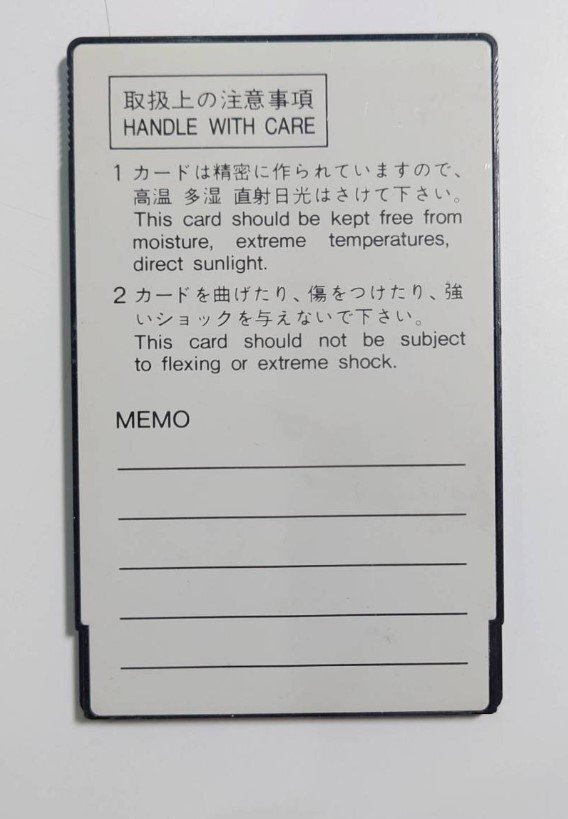 取扱上の注意事項
HANDLE WITH CARE
1 カードは精密に作られていますので、
高温 多湿 直射日光はさけて下さい。
This card should be kept free from
moisture, extreme temperatures,
direct sunlight.
2 カードを曲げたり、傷をつけたり、強
いショックを与えないで下さい。
This card should not be subject
to flexing or extreme shock.
MEMO